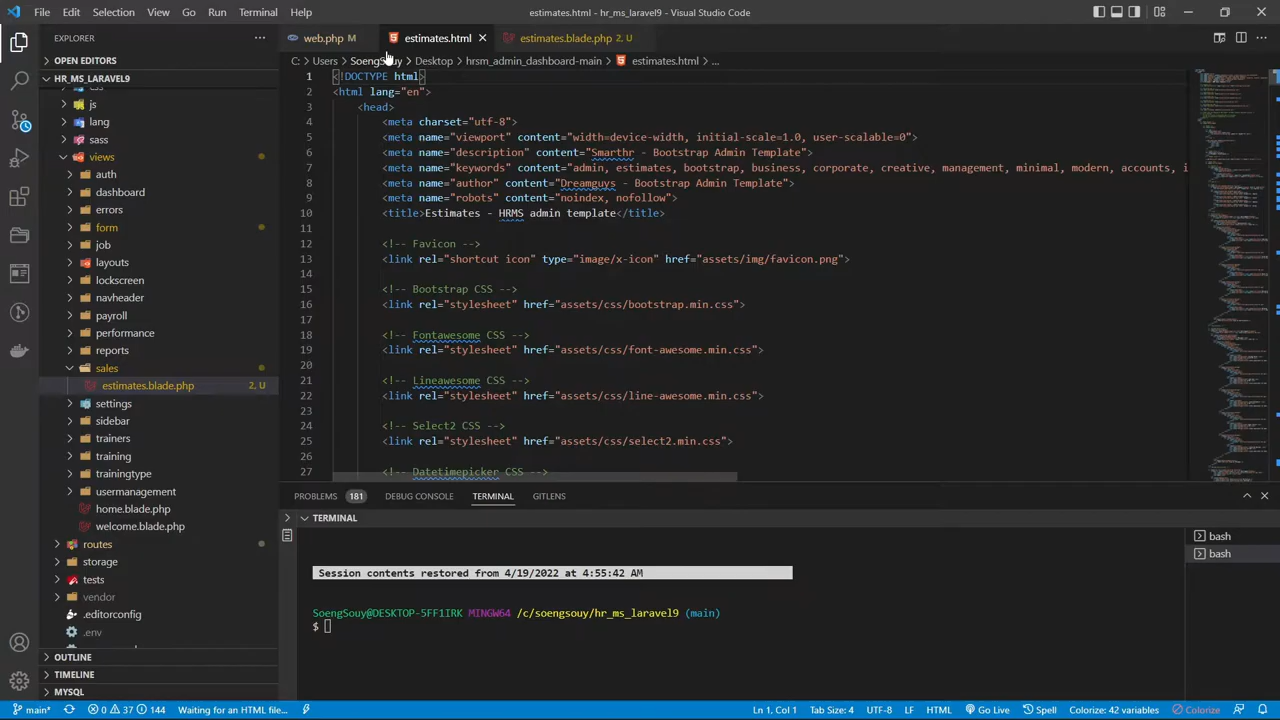 File Edit Selection View Go Run Terminal Help
estimates.html - hr_ms_laravel9 - Visual Studio Code
EXPLORER
web.php M
estimates.html
estimates.blade.php 2, U
OPEN EDITORS
C: > Users > SoengSouy > Desktop > hrsm_admin_dashboard-main > estimates.html > ...
HR_MS_LARAVEL9
css
js
lang
sass
views
auth
dashboard
errors
form
job
layouts
lockscreen
navheader
payroll
performance
reports
sales
estimates.blade.php 2, U
settings
sidebar
trainers
training
trainingtype
usermanagement
home.blade.php
welcome.blade.php
routes
storage
tests
vendor
.editorconfig
.env
OUTLINE
TIMELINE
MYSQL
1 <!DOCTYPE html>
2 <html lang="en">
3 <head>
4 <meta charset="utf-8">
5 <meta name="viewport" content="width=device-width, initial-scale=1.0, user-scalable=0">
6 <meta name="description" content="Smarthr - Bootstrap Admin Template">
7 <meta name="keywords" content="admin, estimates, bootstrap, business, corporate, creative, management, minimal, modern, accounts, i
8 <meta name="author" content="Dreamguys - Bootstrap Admin Template">
9 <meta name="robots" content="noindex, nofollow">
10 <title>Estimates - HRMS admin template</title>
11
12 <!-- Favicon -->
13 <link rel="shortcut icon" type="image/x-icon" href="assets/img/favicon.png">
14
15 <!-- Bootstrap CSS -->
16 <link rel="stylesheet" href="assets/css/bootstrap.min.css">
17
18 <!-- Fontawesome CSS -->
19 <link rel="stylesheet" href="assets/css/font-awesome.min.css">
20
21 <!-- Lineawesome CSS -->
22 <link rel="stylesheet" href="assets/css/line-awesome.min.css">
23
24 <!-- Select2 CSS -->
25 <link rel="stylesheet" href="assets/css/select2.min.css">
26
27 <!-- Datetimepicker CSS -->
PROBLEMS 181 DEBUG CONSOLE TERMINAL GITLENS
TERMINAL
bash
bash
Session contents restored from 4/19/2022 at 4:55:42 AM
SoengSouy@DESKTOP-5FF1IRK MINGW64 /c/soengsouy/hr_ms_laravel9 (main)
$
main* 0 37 144 Waiting for an HTML... Ln 1, Col 1 Tab Size: 4 UTF-8 LF HTML Go Live Spell Colorize: 42 variables Colorize